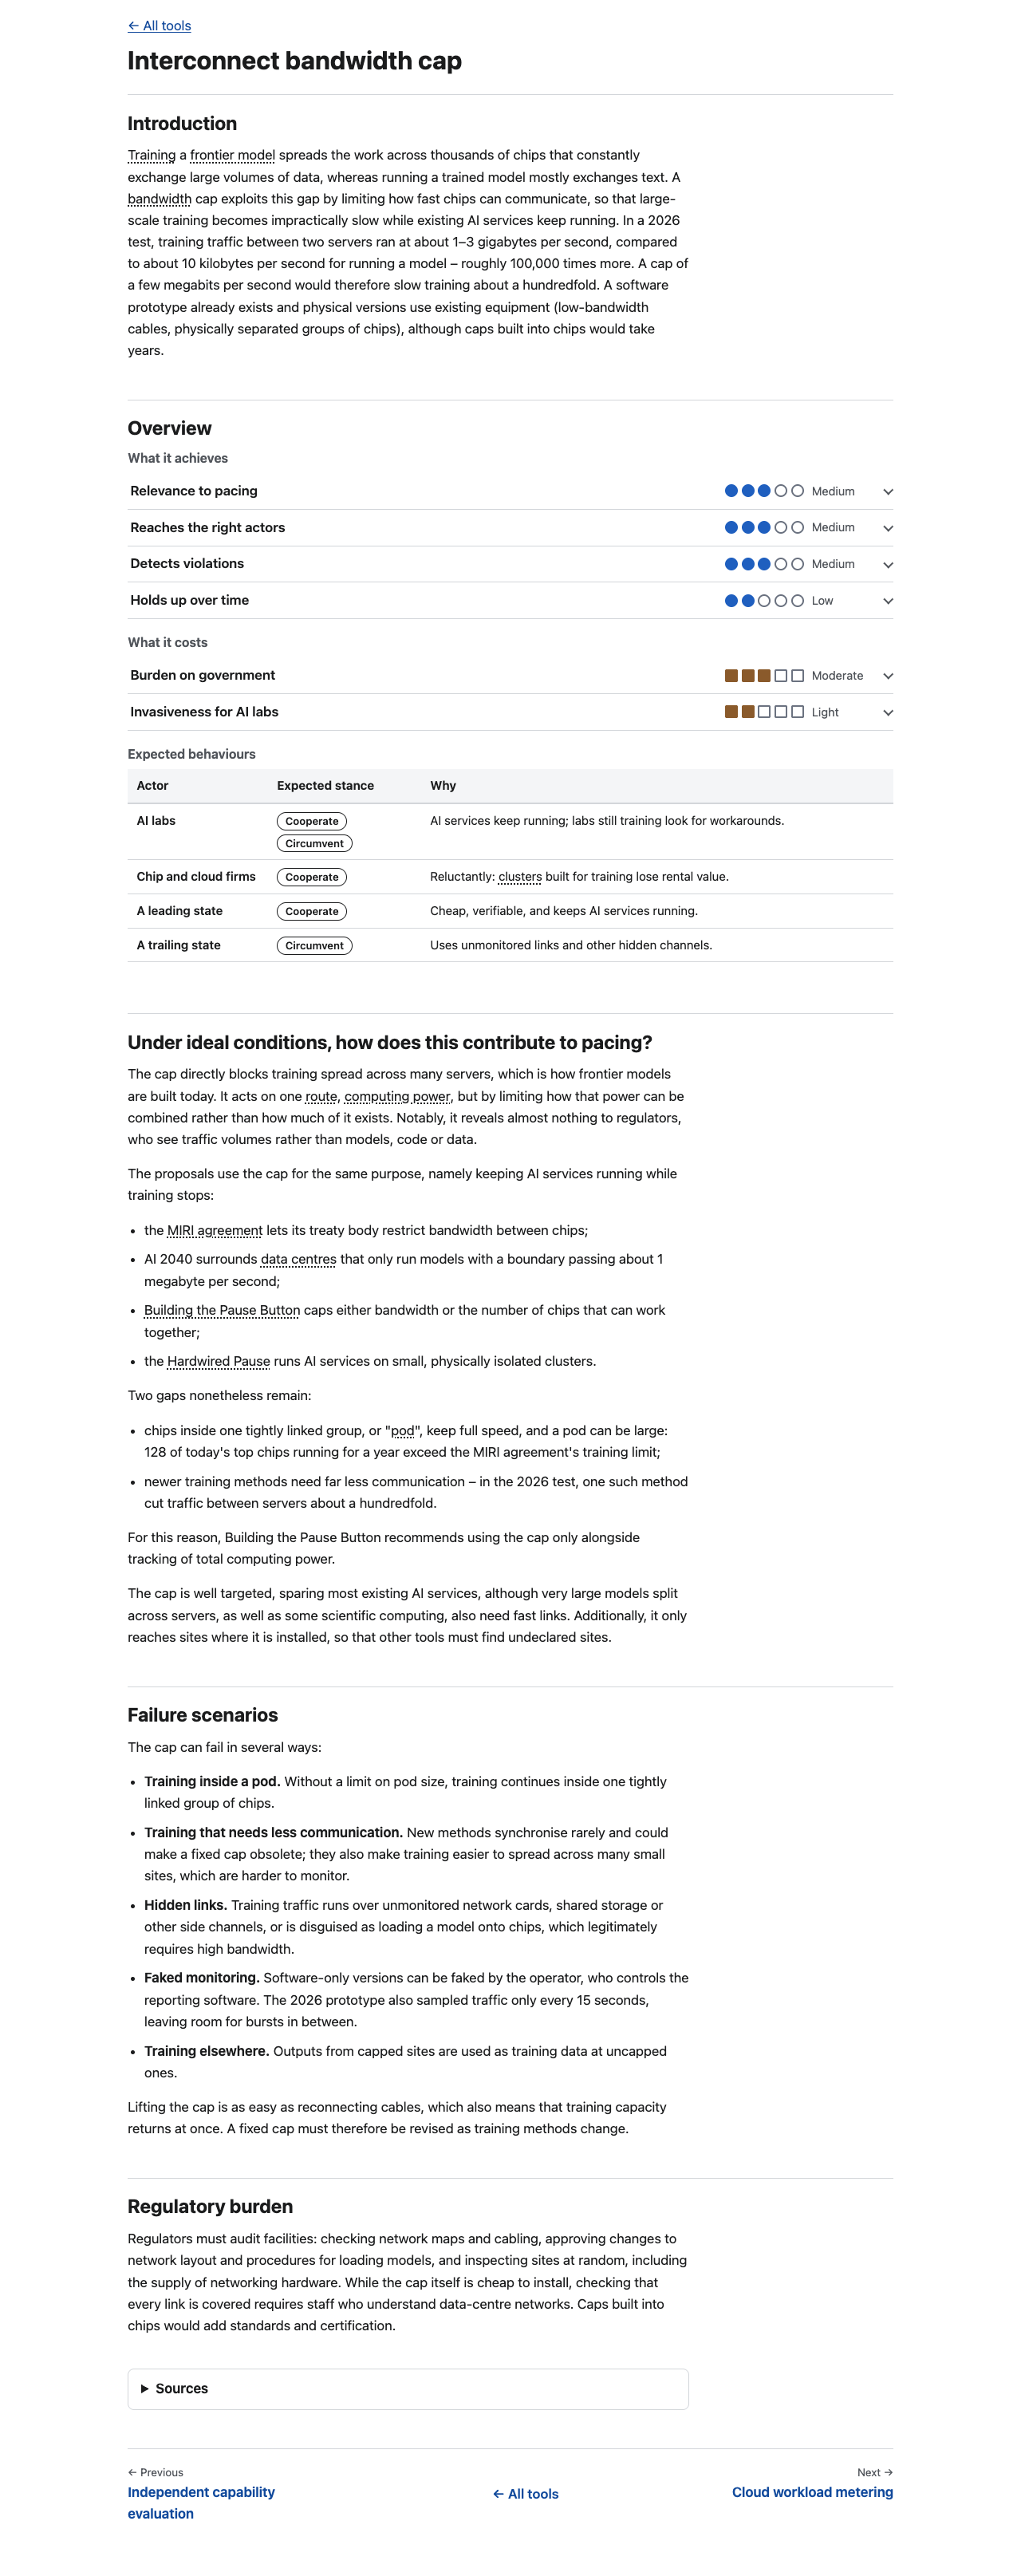 ← All tools
Interconnect bandwidth cap
Introduction
Training a frontier model spreads the work across thousands of chips that constantly
exchange large volumes of data, whereas running a trained model mostly exchanges text. A
bandwidth cap exploits this gap by limiting how fast chips can communicate, so that large-
scale training becomes impractically slow while existing AI services keep running. In a 2026
test, training traffic between two servers ran at about 1–3 gigabytes per second, compared
to about 10 kilobytes per second for running a model – roughly 100,000 times more. A cap of
a few megabits per second would therefore slow training about a hundredfold. A software
prototype already exists and physical versions use existing equipment (low-bandwidth
cables, physically separated groups of chips), although caps built into chips would take
years.
Overview
What it achieves
Relevance to pacing Medium
Reaches the right actors Medium
Detects violations Medium
Holds up over time Low
What it costs
Burden on government Moderate
Invasiveness for AI labs Light
Expected behaviours
Actor Expected stance Why
AI labs Cooperate AI services keep running; labs still training look for workarounds.
Circumvent
Chip and cloud firms Cooperate Reluctantly: clusters built for training lose rental value.
A leading state Cooperate Cheap, verifiable, and keeps AI services running.
A trailing state Circumvent Uses unmonitored links and other hidden channels.
Under ideal conditions, how does this contribute to pacing?
The cap directly blocks training spread across many servers, which is how frontier models
are built today. It acts on one route, computing power, but by limiting how that power can be
combined rather than how much of it exists. Notably, it reveals almost nothing to regulators,
who see traffic volumes rather than models, code or data.
The proposals use the cap for the same purpose, namely keeping AI services running while
training stops:
• the MIRI agreement lets its treaty body restrict bandwidth between chips;
• AI 2040 surrounds data centres that only run models with a boundary passing about 1
megabyte per second;
• Building the Pause Button caps either bandwidth or the number of chips that can work
together;
• the Hardwired Pause runs AI services on small, physically isolated clusters.
Two gaps nonetheless remain:
• chips inside one tightly linked group, or "pod", keep full speed, and a pod can be large:
128 of today's top chips running for a year exceed the MIRI agreement's training limit;
• newer training methods need far less communication – in the 2026 test, one such method
cut traffic between servers about a hundredfold.
For this reason, Building the Pause Button recommends using the cap only alongside
tracking of total computing power.
The cap is well targeted, sparing most existing AI services, although very large models split
across servers, as well as some scientific computing, also need fast links. Additionally, it only
reaches sites where it is installed, so that other tools must find undeclared sites.
Failure scenarios
The cap can fail in several ways:
• Training inside a pod. Without a limit on pod size, training continues inside one tightly
linked group of chips.
• Training that needs less communication. New methods synchronise rarely and could
make a fixed cap obsolete; they also make training easier to spread across many small
sites, which are harder to monitor.
• Hidden links. Training traffic runs over unmonitored network cards, shared storage or
other side channels, or is disguised as loading a model onto chips, which legitimately
requires high bandwidth.
• Faked monitoring. Software-only versions can be faked by the operator, who controls the
reporting software. The 2026 prototype also sampled traffic only every 15 seconds,
leaving room for bursts in between.
• Training elsewhere. Outputs from capped sites are used as training data at uncapped
ones.
Lifting the cap is as easy as reconnecting cables, which also means that training capacity
returns at once. A fixed cap must therefore be revised as training methods change.
Regulatory burden
Regulators must audit facilities: checking network maps and cabling, approving changes to
network layout and procedures for loading models, and inspecting sites at random, including
the supply of networking hardware. While the cap itself is cheap to install, checking that
every link is covered requires staff who understand data-centre networks. Caps built into
chips would add standards and certification.
▶ Sources
← Previous
Independent capability
evaluation
← All tools
Next →
Cloud workload metering